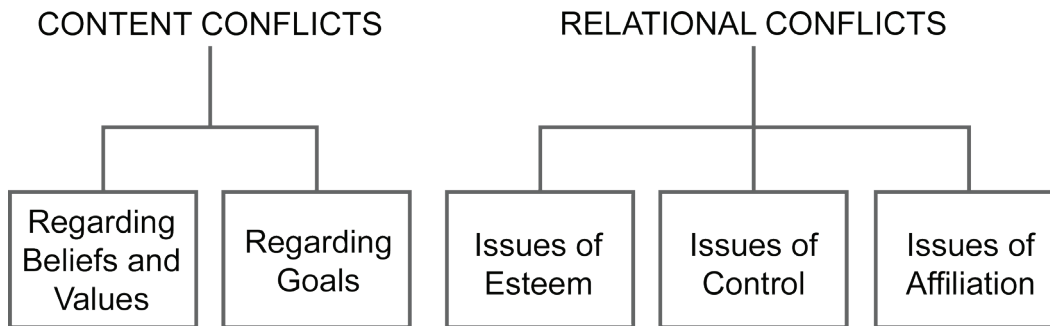 CONTENT CONFLICTS
RELATIONAL CONFLICTS
Regarding
Beliefs and
Values
Regarding
Goals
Issues of
Esteem
Issues of
Control
Issues of
Affiliation